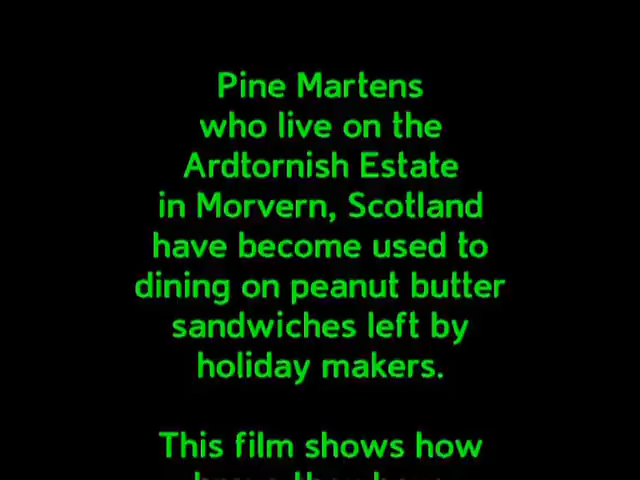 Pine Martens
who live on the
Ardtornish Estate
in Morvern, Scotland
have become used to
dining on peanut butter
sandwiches left by
holiday makers.
This film shows how